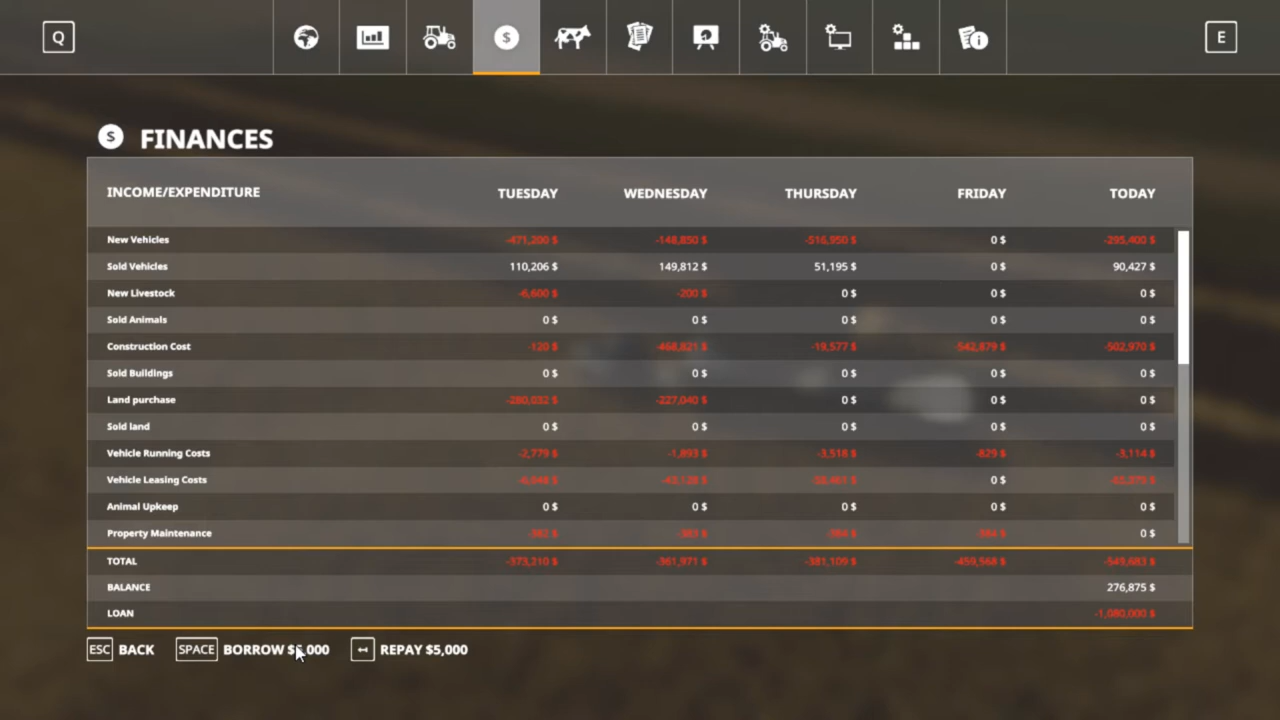 Q E
FINANCES
INCOME/EXPENDITURE TUESDAY WEDNESDAY THURSDAY FRIDAY TODAY
New Vehicles -471,200 $ -148,850 $ -516,950 $ 0 $ -295,400 $
Sold Vehicles 110,206 $ 149,812 $ 51,195 $ 0 $ 90,427 $
New Livestock -6,600 $ -200 $ 0 $ 0 $ 0 $
Sold Animals 0 $ 0 $ 0 $ 0 $ 0 $
Construction Cost -120 $ -468,821 $ -19,577 $ -542,879 $ -502,970 $
Sold Buildings 0 $ 0 $ 0 $ 0 $ 0 $
Land purchase -280,032 $ -227,040 $ 0 $ 0 $ 0 $
Sold land 0 $ 0 $ 0 $ 0 $ 0 $
Vehicle Running Costs -2,779 $ -1,893 $ -3,518 $ -829 $ -3,114 $
Vehicle Leasing Costs 0 $
Animal Upkeep 0 $ 0 $ 0 $ 0 $ 0 $
Property Maintenance 0 $
TOTAL -373,210 $ -361,971 $ -381,109 $ -459,568 $ -549,683 $
BALANCE 276,875 $
LOAN -1,080,000 $
ESC BACK SPACE BORROW $5,000 REPAY $5,000